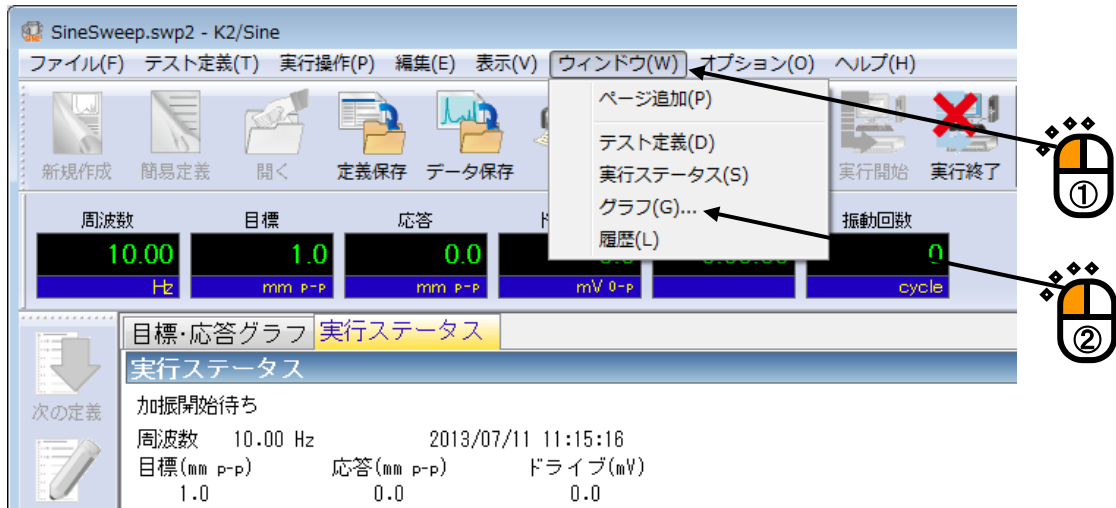 SineSweep.swp2 - K2/Sine
ファイル(F) テスト定義(T) 実行操作(P) 編集(E) 表示(V) ウィンドウ(W) オプション(O) ヘルプ(H)
ページ追加(P)
テスト定義(D)
実行ステータス(S)
グラフ(G)...
履歴(L)
新規作成 簡易定義 開く 定義保存 データ保存 実行開始 実行終了
①
周波数 目標 応答 振動回数
10.00 1.0 0.0 0
Hz mm p-p mm p-p mV 0-p cycle
②
目標・応答グラフ 実行ステータス
実行ステータス
次の定義
加振開始待ち
周波数 10.00 Hz 2013/07/11 11:15:16
目標(mm p-p) 応答(mm p-p) ドライブ(mV)
1.0 0.0 0.0